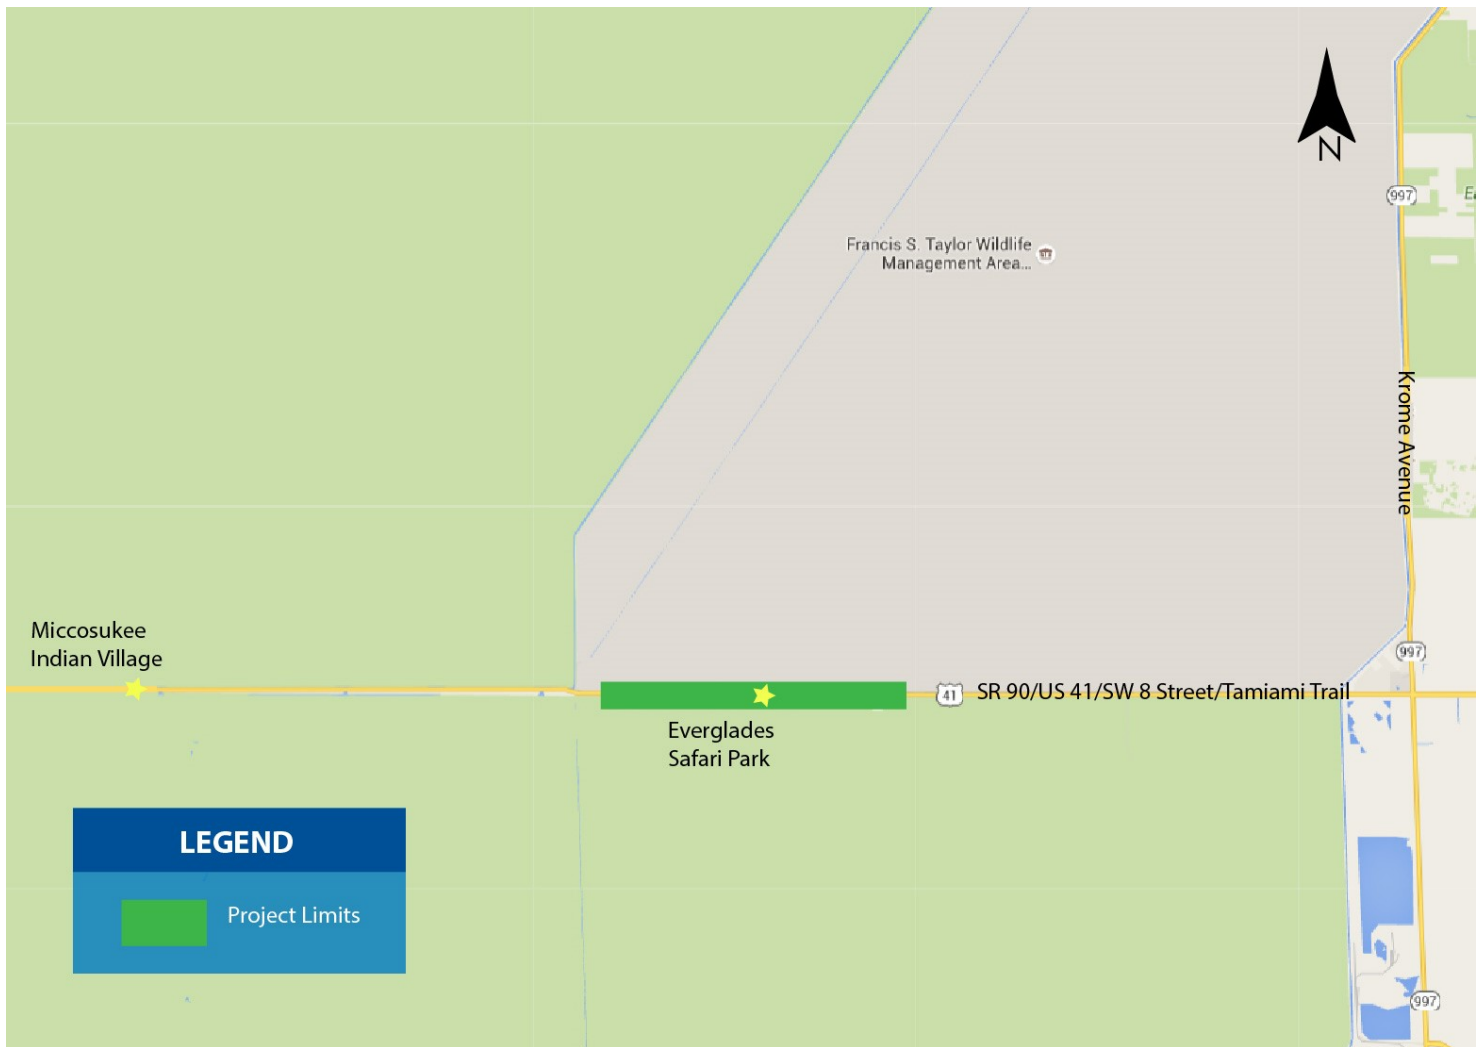 N
997
Francis S. Taylor Wildlife
Management Area...
Krome Avenue
Miccosukee
Indian Village
997
41
SR 90/US 41/SW 8 Street/Tamiami Trail
Everglades
Safari Park
LEGEND
Project Limits
997